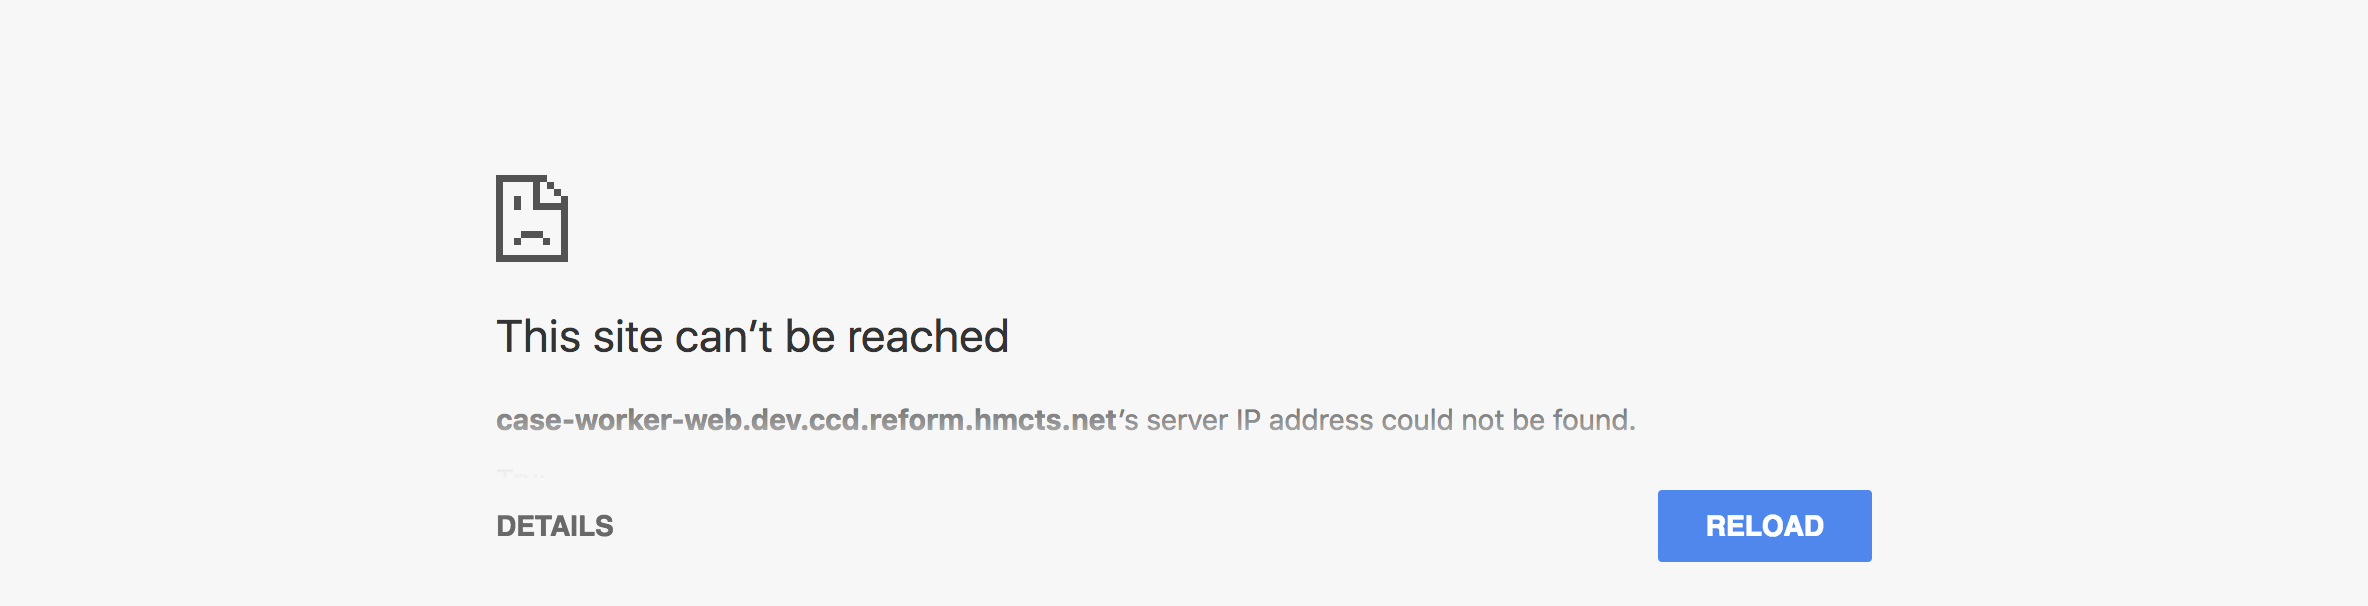 This site can’t be reached
case-worker-web.dev.ccd.reform.hmcts.net’s server IP address could not be found.
DETAILS
RELOAD